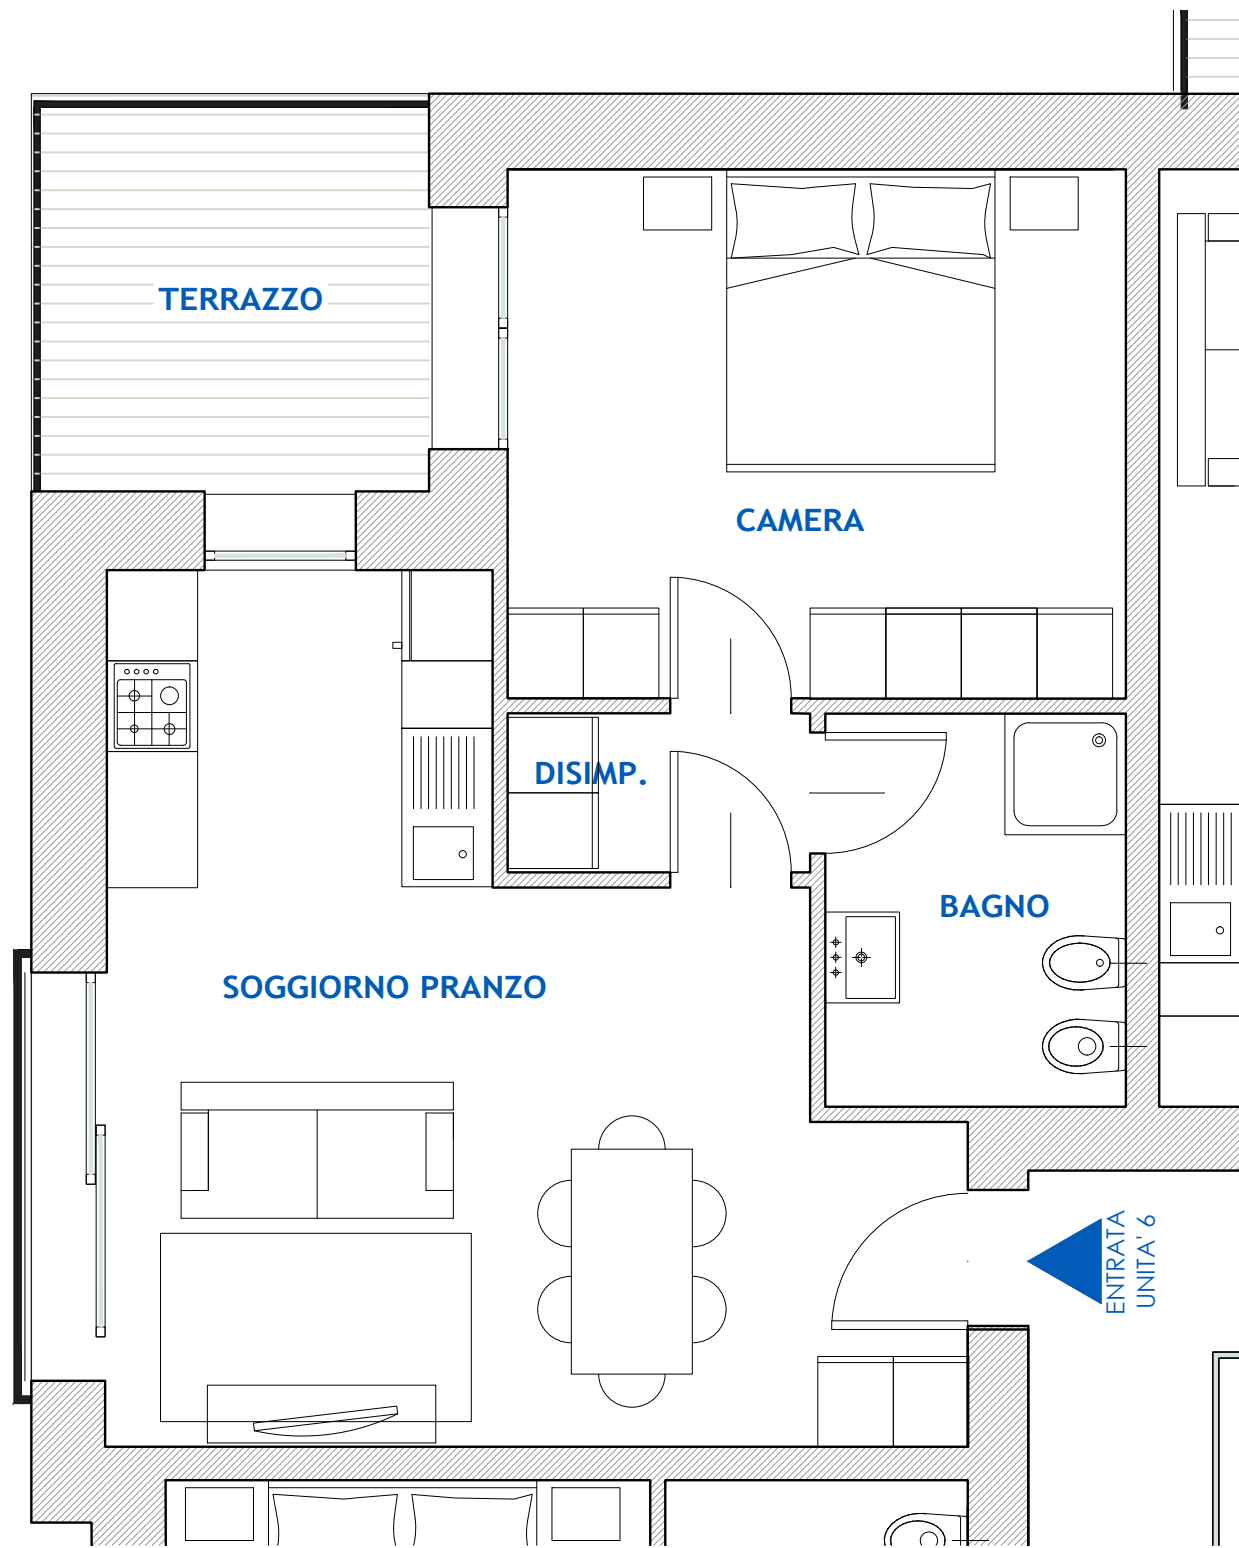 TERRAZZO
CAMERA
DISIMP.
BAGNO
SOGGIORNO PRANZO
ENTRATA
UNITA' 6